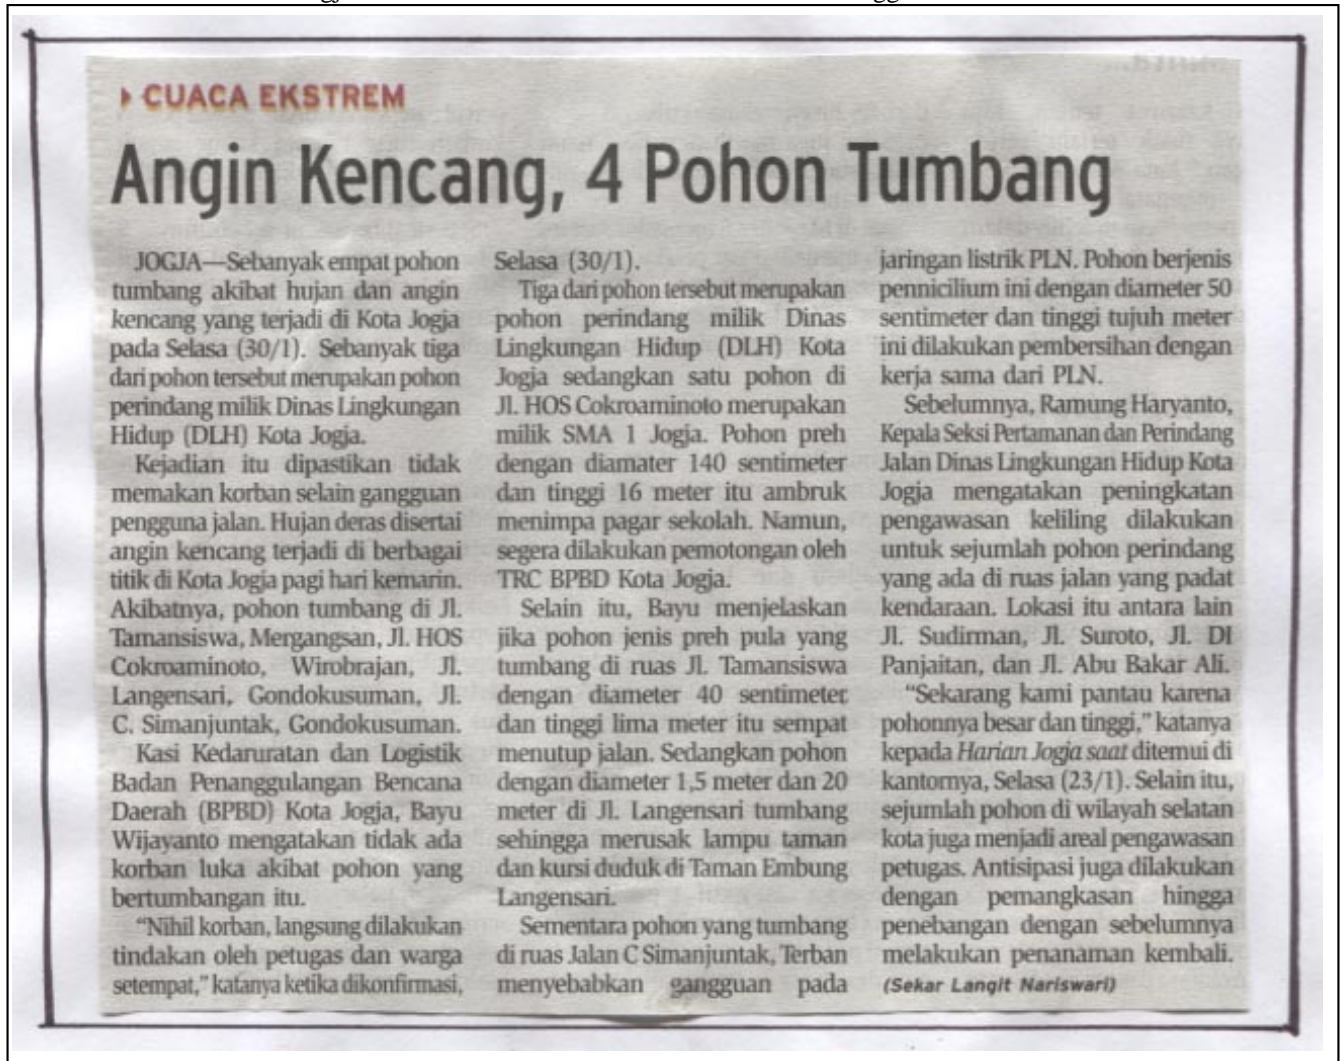 CUACA EKSTREM
Angin Kencang, 4 Pohon Tumbang
JOGJA—Sebanyak empat pohon
tumbang akibat hujan dan angin
kencang yang terjadi di Kota Jogja
pada Selasa (30/1). Sebanyak tiga
dari pohon tersebut merupakan pohon
perindang milik Dinas Lingkungan
Hidup (DLH) Kota Jogja.
Kejadian itu dipastikan tidak
memakan korban selain gangguan
pengguna jalan. Hujan deras disertai
angin kencang terjadi di berbagai
titik di Kota Jogja pagi hari kemarin.
Akibatnya, pohon tumbang di Jl.
Tamansiswa, Mergangsan, Jl. HOS
Cokroaminoto, Wirobrajan, Jl.
Langensari, Gondokusuman, Jl.
C. Simanjuntak, Gondokusuman.
Kasi Kedaruratan dan Logistik
Badan Penanggulangan Bencana
Daerah (BPBD) Kota Jogja, Bayu
Wijayanto mengatakan tidak ada
korban luka akibat pohon yang
bertumbangan itu.
“Nihil korban, langsung dilakukan
tindakan oleh petugas dan warga
setempat,” katanya ketika dikonfirmasi,
Selasa (30/1).
Tiga dari pohon tersebut merupakan
pohon perindang milik Dinas
Lingkungan Hidup (DLH) Kota
Jogja sedangkan satu pohon di
Jl. HOS Cokroaminoto merupakan
milik SMA 1 Jogja. Pohon preh
dengan diamater 140 sentimeter
dan tinggi 16 meter itu ambruk
menimpa pagar sekolah. Namun,
segera dilakukan pemotongan oleh
TRC BPBD Kota Jogja.
Selain itu, Bayu menjelaskan
jika pohon jenis preh pula yang
tumbang di ruas Jl. Tamansiswa
dengan diameter 40 sentimeter
dan tinggi lima meter itu sempat
menutup jalan. Sedangkan pohon
dengan diameter 1,5 meter dan 20
meter di Jl. Langensari tumbang
sehingga merusak lampu taman
dan kursi duduk di Taman Embung
Langensari.
Sementara pohon yang tumbang
di ruas Jalan C Simanjuntak, Terban
menyebabkan gangguan pada
jaringan listrik PLN. Pohon berjenis
pennicilium ini dengan diameter 50
sentimeter dan tinggi tujuh meter
ini dilakukan pembersihan dengan
kerja sama dari PLN.
Sebelumnya, Ramung Haryanto,
Kepala Seksi Pertamanan dan Perindang
Jalan Dinas Lingkungan Hidup Kota
Jogja mengatakan peningkatan
pengawasan keliling dilakukan
untuk sejumlah pohon perindang
yang ada di ruas jalan yang padat
kendaraan. Lokasi itu antara lain
Jl. Sudirman, Jl. Suroto, Jl. DI
Panjaitan, dan Jl. Abu Bakar Ali.
“Sekarang kami pantau karena
pohonnya besar dan tinggi,” katanya
kepada Harian Jogja saat ditemui di
kantornya, Selasa (23/1). Selain itu,
sejumlah pohon di wilayah selatan
kota juga menjadi areal pengawasan
petugas. Antisipasi juga dilakukan
dengan pemangkasan hingga
penebangan dengan sebelumnya
melakukan penanaman kembali.
(Sekar Langit Nariswari)